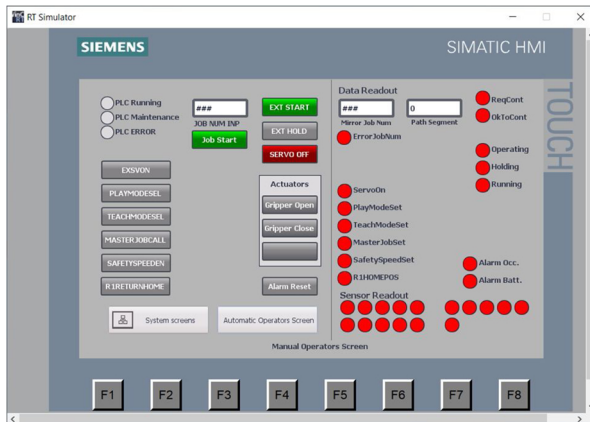 RT Simulator
SIEMENS
SIMATIC HMI
TOUCH
PLC Running
PLC Maintenance
PLC ERROR
###
JOB NUM INP
Job Start
EXT START
EXT HOLD
SERVO OFF
EXSVON
PLAYMODESEL
TEACHMODESEL
MASTERJOBCALL
SAFETYSPEEDEN
R1RETURNHOME
Actuators
Gripper Open
Gripper Close
Alarm Reset
System screens
Automatic Operators Screen
Data Readout
###
0
Mirror Job Num
Path Segment
ErrorJobNum
ReqCont
OkToCont
Operating
Holding
Running
ServoOn
PlayModeSet
TeachModeSet
MasterJobSet
SafetySpeedSet
R1HOMEPOS
Alarm Occ.
Alarm Batt.
Sensor Readout
Manual Operators Screen
F1 F2 F3 F4 F5 F6 F7 F8